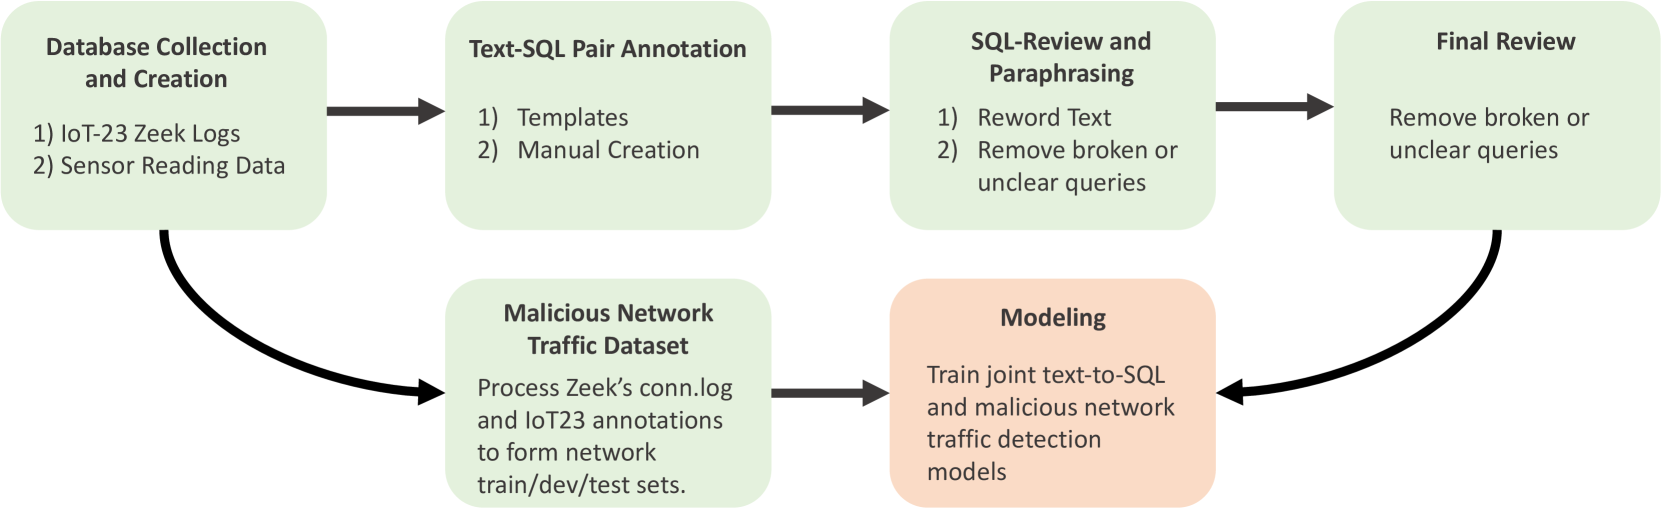 Database Collection
and Creation
1) IoT-23 Zeek Logs
2) Sensor Reading Data
Text-SQL Pair Annotation
1) Templates
2) Manual Creation
SQL-Review and
Paraphrasing
1) Reword Text
2) Remove broken or
unclear queries
Final Review
Remove broken or
unclear queries
Malicious Network
Traffic Dataset
Process Zeek's conn.log
and IoT23 annotations
to form network
train/dev/test sets.
Modeling
Train joint text-to-SQL
and malicious network
traffic detection
models